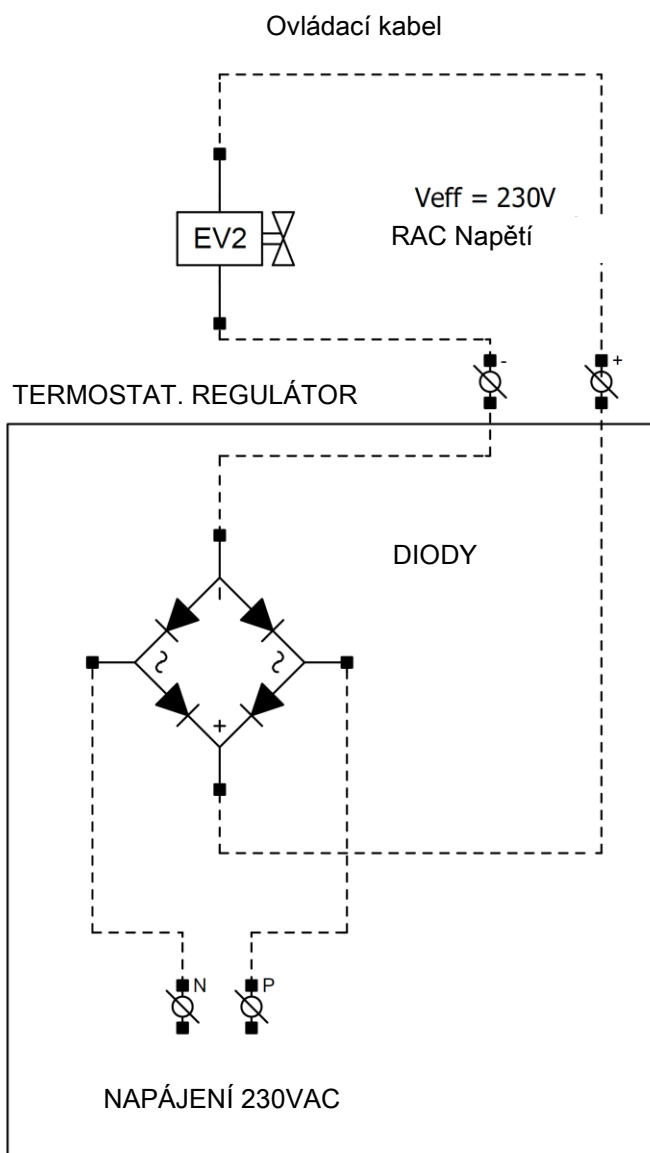 Ovládací kabel
Veff = 230V
EV2
RAC Napětí
- +
TERMOSTAT. REGULÁTOR
DIODY
~ ~
+
N P
NAPÁJENÍ 230VAC